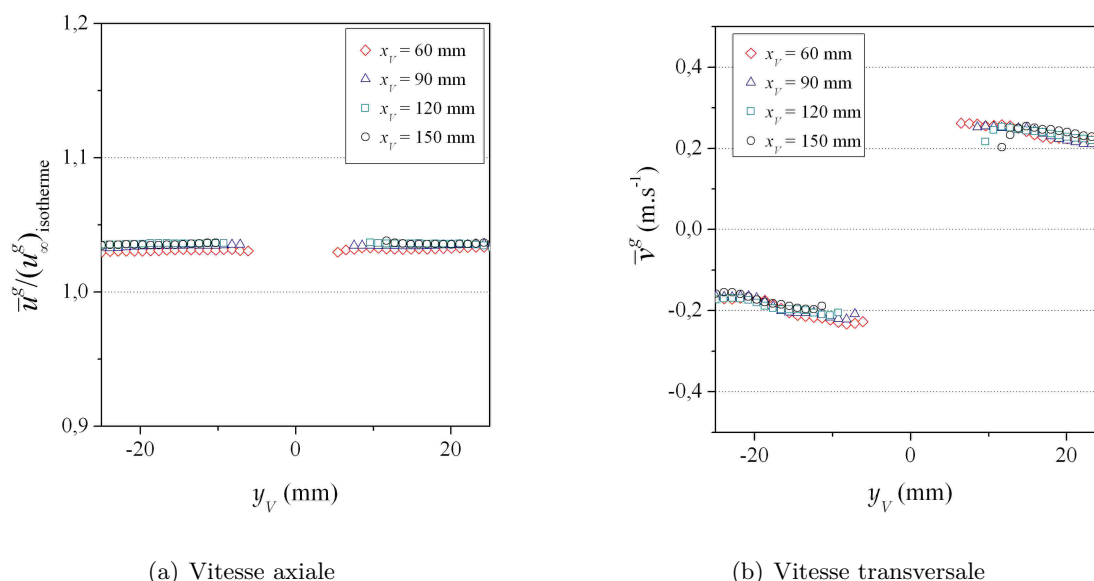 1,2
1,1
1,0
0,9
-20
0
20
y_V (mm)
u̅^g/(u^g_∞)_isotherme
x_V = 60 mm
x_V = 90 mm
x_V = 120 mm
x_V = 150 mm
(a) Vitesse axiale
0,4
0,2
0,0
-0,2
-0,4
-20
0
20
y_V (mm)
v̅^g (m.s⁻¹)
x_V = 60 mm
x_V = 90 mm
x_V = 120 mm
x_V = 150 mm
(b) Vitesse transversale